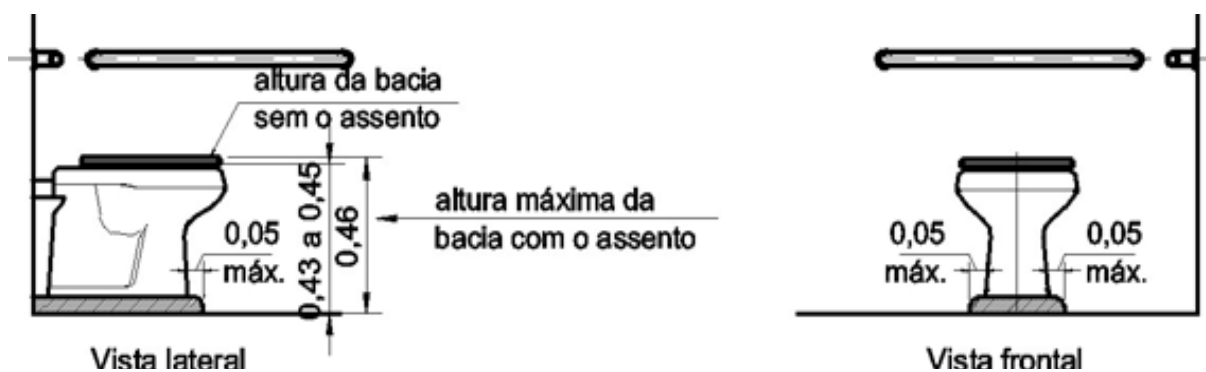 altura da bacia
sem o assento
0,43 a 0,45
0,46
altura máxima da
bacia com o assento
0,05
máx.
Vista lateral
0,05
máx.
0,05
máx.
Vista frontal